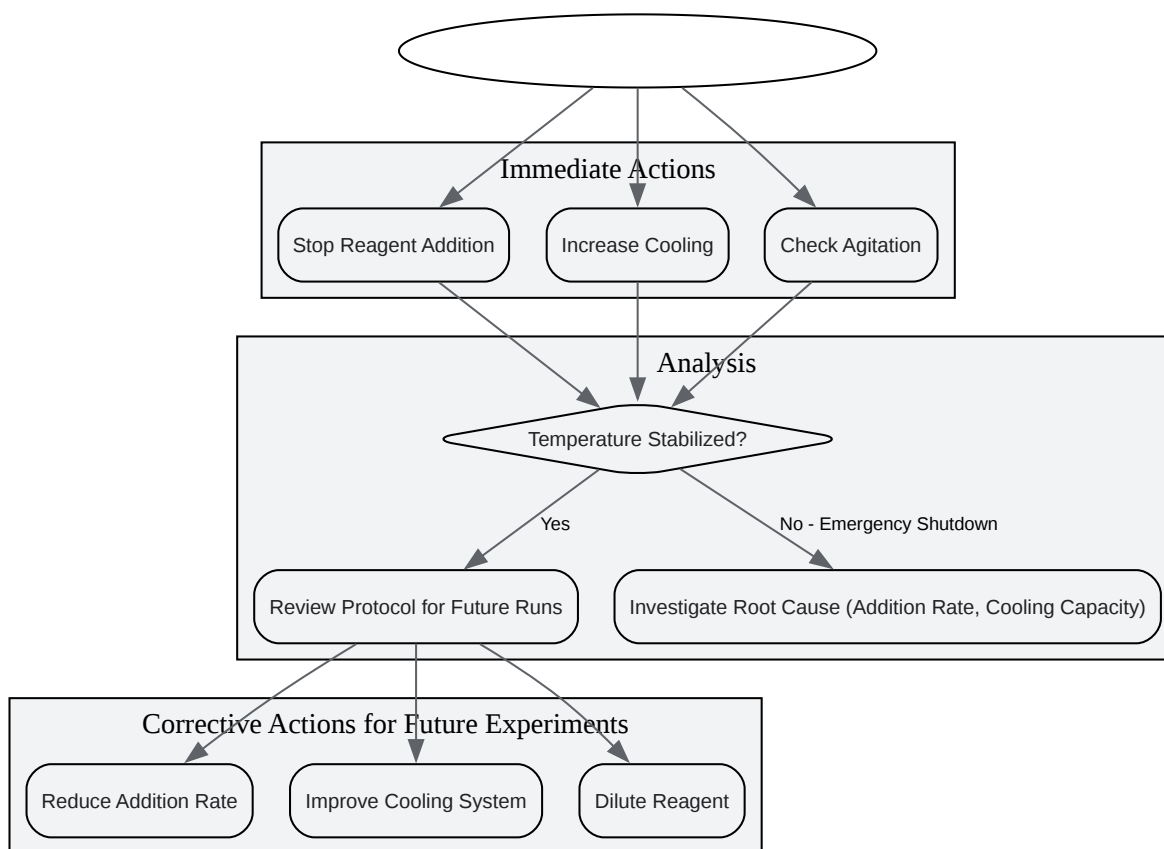 Immediate Actions
Stop Reagent Addition
Increase Cooling
Check Agitation
Analysis
Temperature Stabilized?
Yes
No - Emergency Shutdown
Review Protocol for Future Runs
Investigate Root Cause (Addition Rate, Cooling Capacity)
Corrective Actions for Future Experiments
Reduce Addition Rate
Improve Cooling System
Dilute Reagent